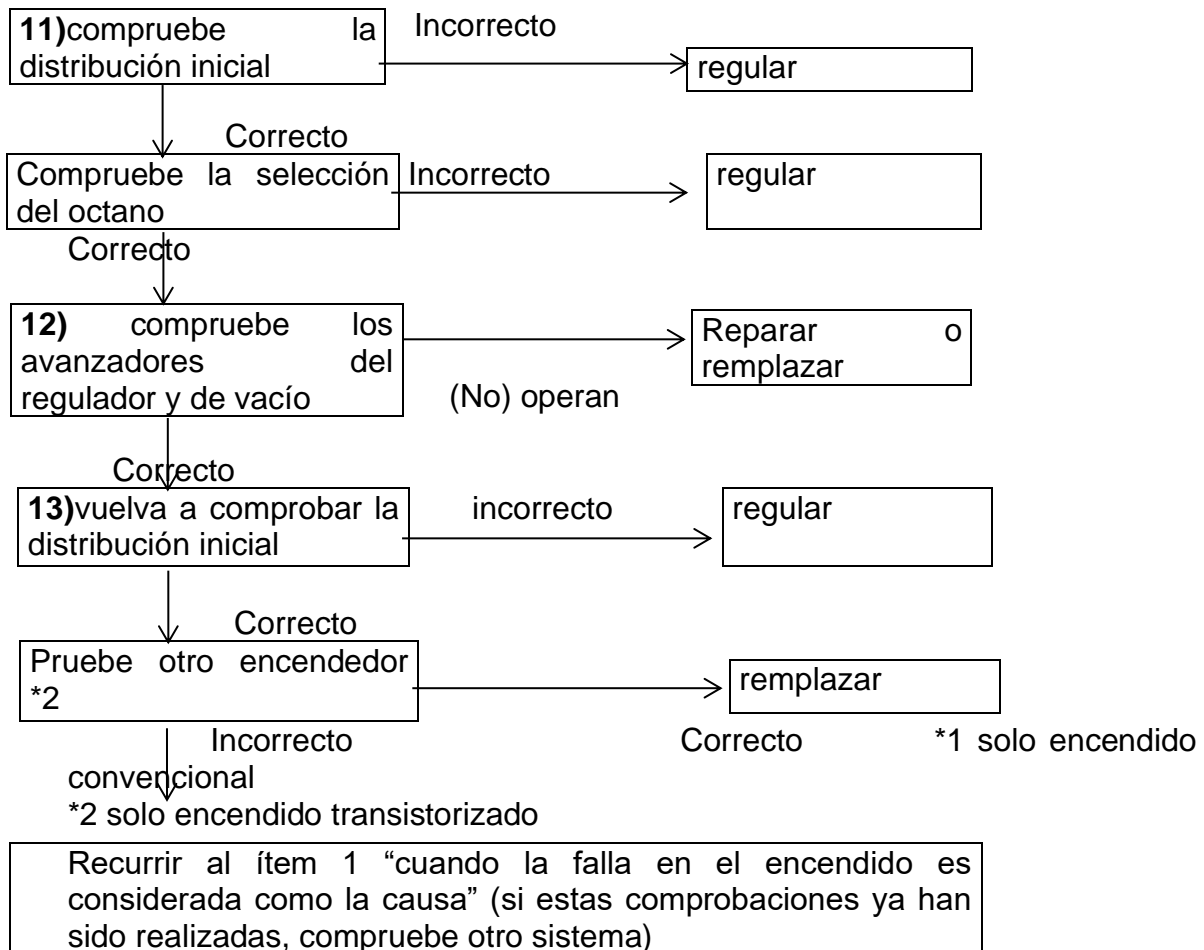 11)compruebe la Incorrecto
distribución inicial
regular
Correcto
Compruebe la selección Incorrecto regular
del octano
Correcto
12) compruebe los Reparar o
avanzadores del remplazar
regulador y de vacío (No) operan
Correcto
13)vuelva a comprobar la incorrecto regular
distribución inicial
Correcto
Pruebe otro encendedor remplazar
*2
Incorrecto Correcto *1 solo encendido
convencional
*2 solo encendido transistorizado
Recurrir al ítem 1 “cuando la falla en el encendido es
considerada como la causa” (si estas comprobaciones ya han
sido realizadas, compruebe otro sistema)